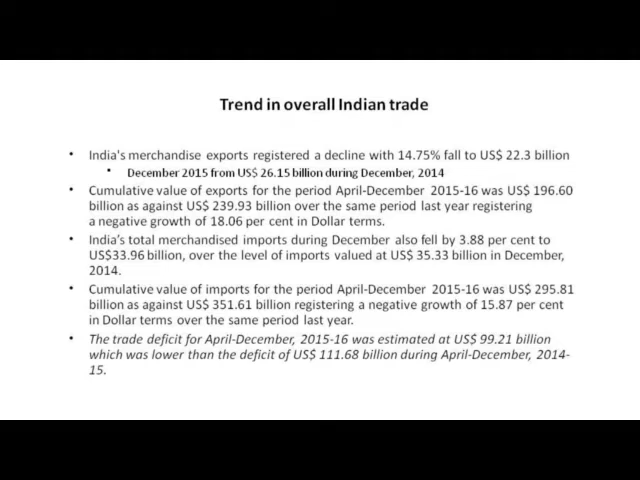 Trend in overall Indian trade
• India's merchandise exports registered a decline with 14.75% fall to US$ 22.3 billion
• December 2015 from US$ 26.15 billion during December, 2014
• Cumulative value of exports for the period April-December 2015-16 was US$ 196.60
billion as against US$ 239.93 billion over the same period last year registering
a negative growth of 18.06 per cent in Dollar terms.
• India's total merchandised imports during December also fell by 3.88 per cent to
US$33.96 billion, over the level of imports valued at US$ 35.33 billion in December,
2014.
• Cumulative value of imports for the period April-December 2015-16 was US$ 295.81
billion as against US$ 351.61 billion registering a negative growth of 15.87 per cent
in Dollar terms over the same period last year.
• The trade deficit for April-December, 2015-16 was estimated at US$ 99.21 billion
which was lower than the deficit of US$ 111.68 billion during April-December, 2014-
15.